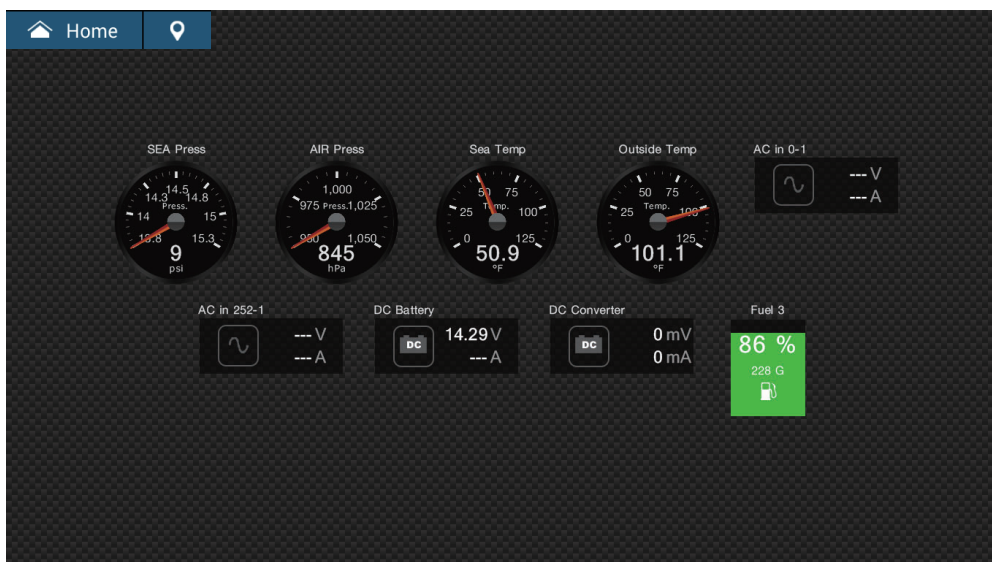 Home
SEA Press
14.5
14.3 14.8
Press.
14 15
13.8 15.3
9
psi
AIR Press
1,000
975 Press. 1,025
950 1,050
845
hPa
Sea Temp
50 75
Temp.
25 100
0 125
50.9
°F
Outside Temp
50 75
Temp.
25 100
0 125
101.1
°F
AC in 0-1
--- V
--- A
AC in 252-1
--- V
--- A
DC Battery
DC
14.29 V
--- A
DC Converter
DC
0 mV
0 mA
Fuel 3
86 %
228 G